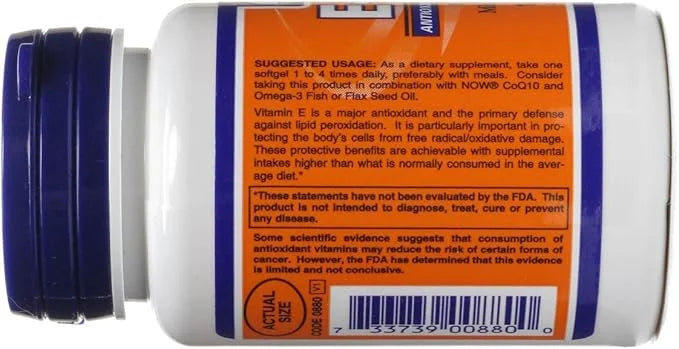 E
ANTIOX
SUGGESTED USAGE: As a dietary supplement, take one
softgel 1 to 4 times daily, preferably with meals. Consider
taking this product in combination with NOW® CoQ10 and
Omega-3 Fish or Flax Seed Oil.
Vitamin E is a major antioxidant and the primary defense
against lipid peroxidation. It is particularly important in pro-
tecting the body's cells from free radical/oxidative damage.
These protective benefits are achievable with supplemental
intakes higher than what is normally consumed in the aver-
age diet.*
*These statements have not been evaluated by the FDA. This
product is not intended to diagnose, treat, cure or prevent
any disease.
Some scientific evidence suggests that consumption of
antioxidant vitamins may reduce the risk of certain forms of
cancer. However, the FDA has determined that this evidence
is limited and not conclusive.
ACTUAL
SIZE
CODE 0880 V1
7 33739 00880 0